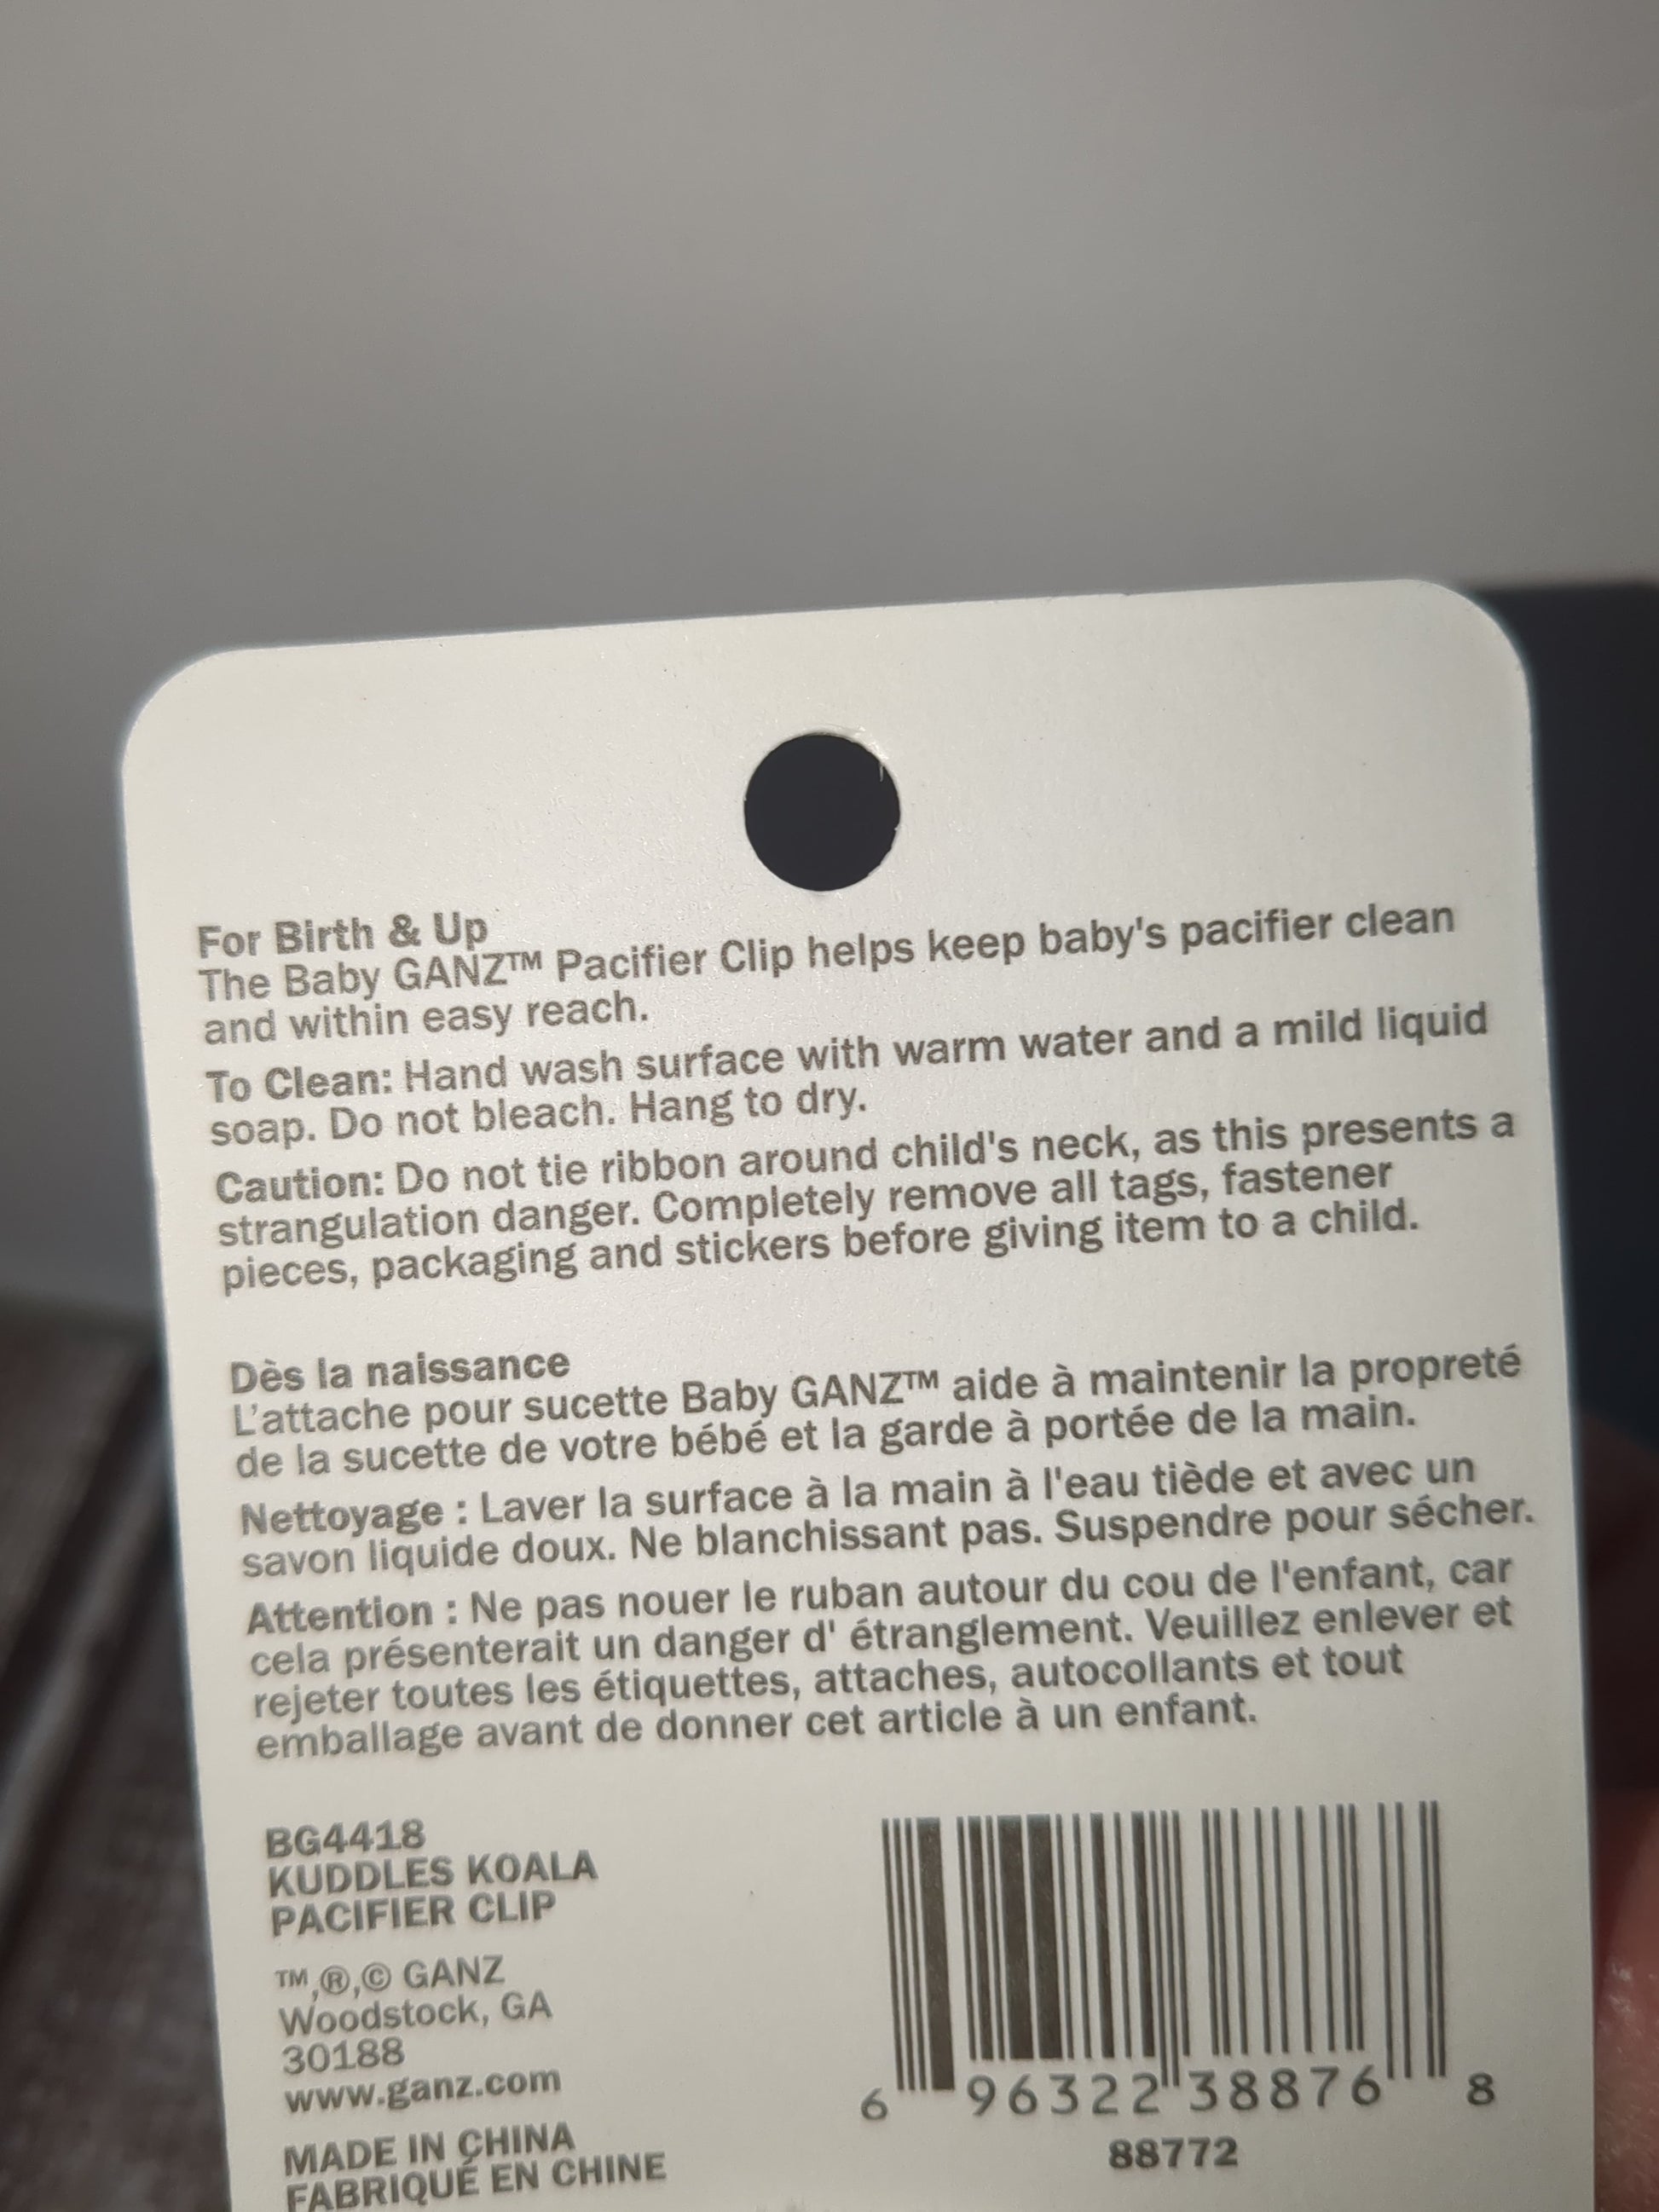 For Birth & Up
The Baby GANZ™ Pacifier Clip helps keep baby's pacifier clean
and within easy reach.
To Clean: Hand wash surface with warm water and a mild liquid
soap. Do not bleach. Hang to dry.
Caution: Do not tie ribbon around child's neck, as this presents a
strangulation danger. Completely remove all tags, fastener
pieces, packaging and stickers before giving item to a child.
Dès la naissance
L'attache pour sucette Baby GANZ™ aide à maintenir la propreté
de la sucette de votre bébé et la garde à portée de la main.
Nettoyage : Laver la surface à la main à l'eau tiède et avec un
savon liquide doux. Ne blanchissant pas. Suspendre pour sécher.
Attention : Ne pas nouer le ruban autour du cou de l'enfant, car
cela présenterait un danger d' étranglement. Veuillez enlever et
rejeter toutes les étiquettes, attaches, autocollants et tout
emballage avant de donner cet article à un enfant.
BG4418
KUDDLES KOALA
PACIFIER CLIP
™,®,© GANZ
Woodstock, GA
30188
www.ganz.com
MADE IN CHINA
FABRIQUÉ EN CHINE
6 96322 38876 8
88772